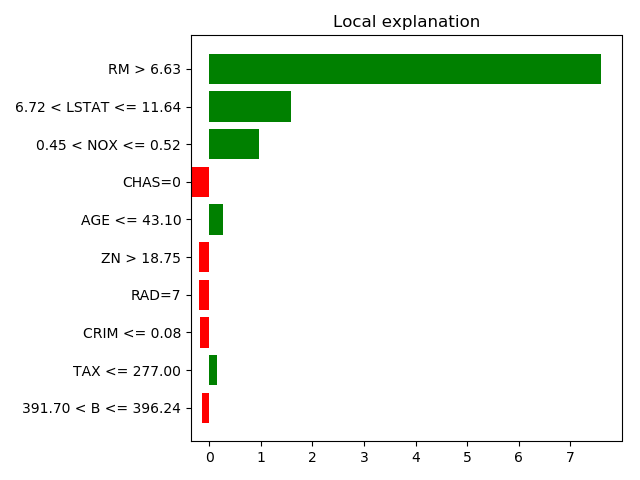 Local explanation
RM > 6.63
6.72 < LSTAT <= 11.64
0.45 < NOX <= 0.52
CHAS=0
AGE <= 43.10
ZN > 18.75
RAD=7
CRIM <= 0.08
TAX <= 277.00
391.70 < B <= 396.24
0 1 2 3 4 5 6 7